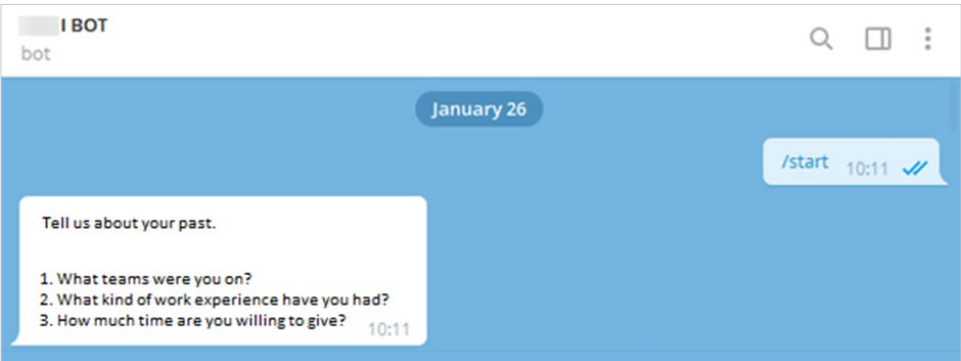 I BOT
bot
January 26
/start 10:11
Tell us about your past.
1. What teams were you on?
2. What kind of work experience have you had?
3. How much time are you willing to give? 10:11